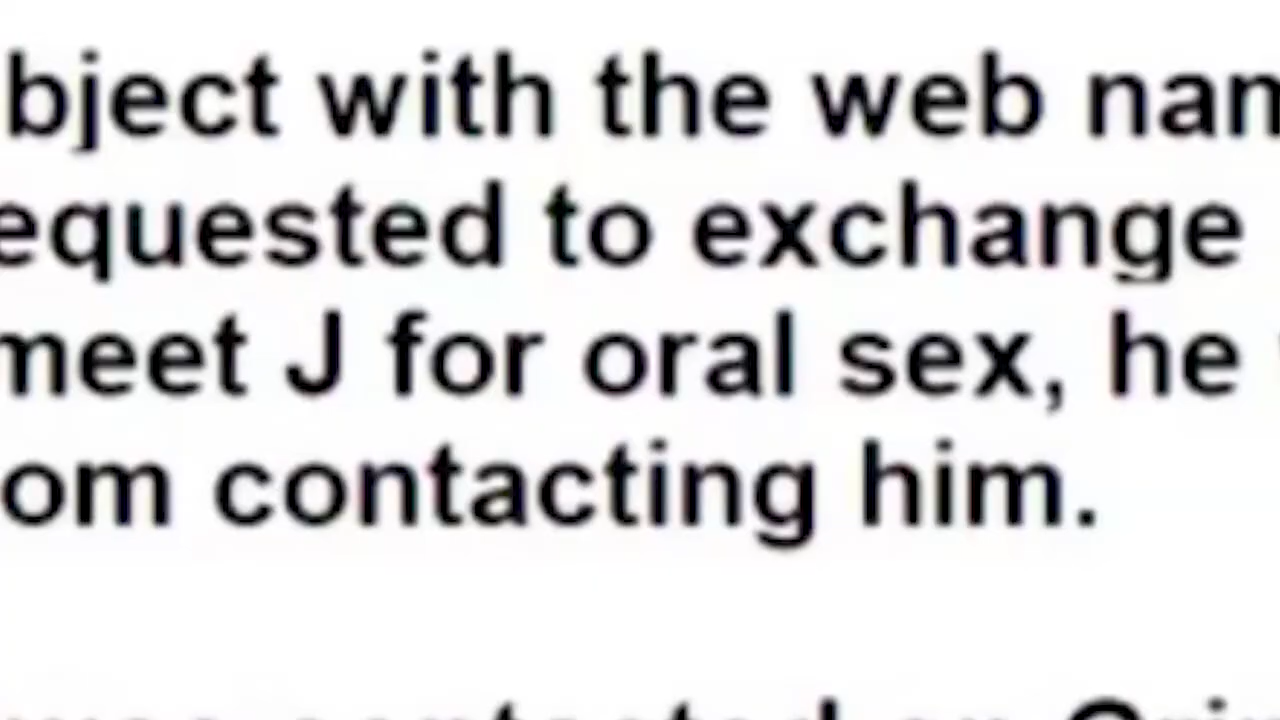 bject with the web nam
equested to exchange
meet J for oral sex, he
om contacting him.